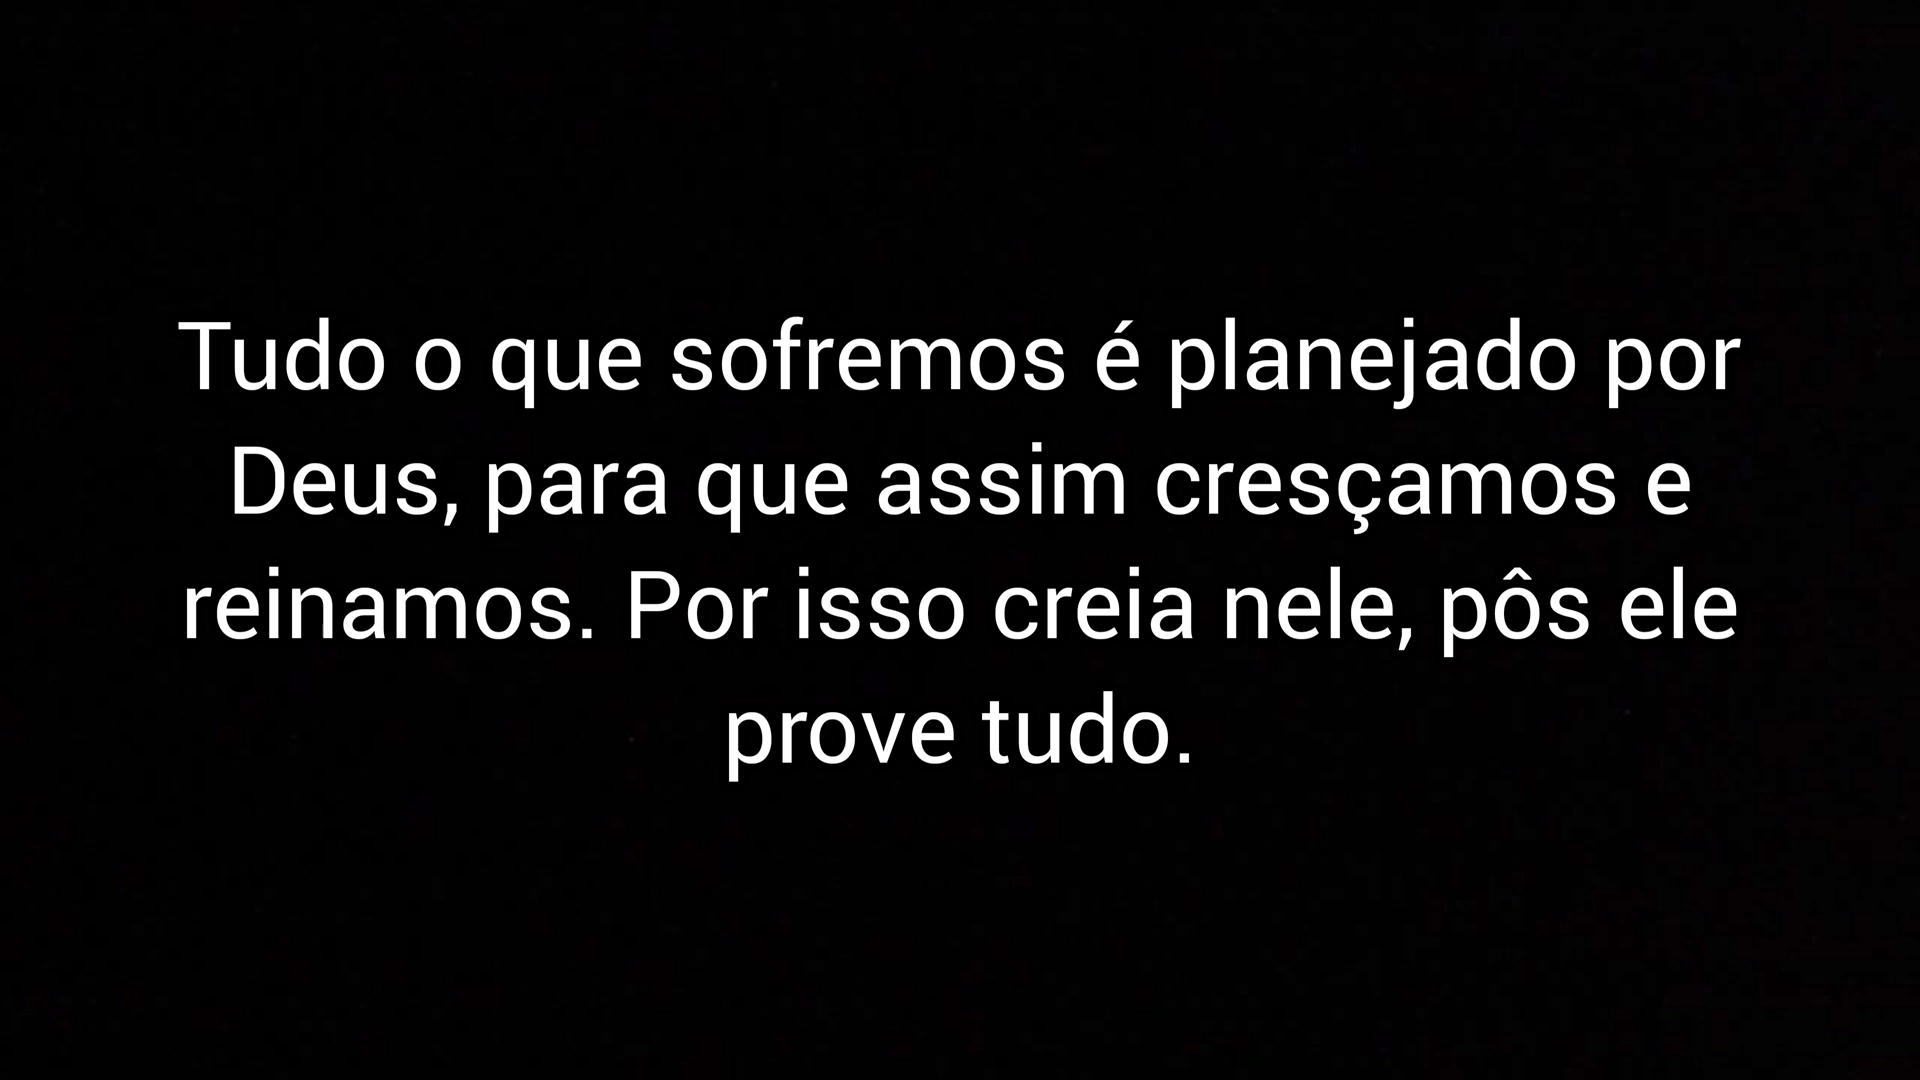 Tudo o que sofremos é planejado por
Deus, para que assim cresçamos e
reinamos. Por isso creia nele, pôs ele
prove tudo.